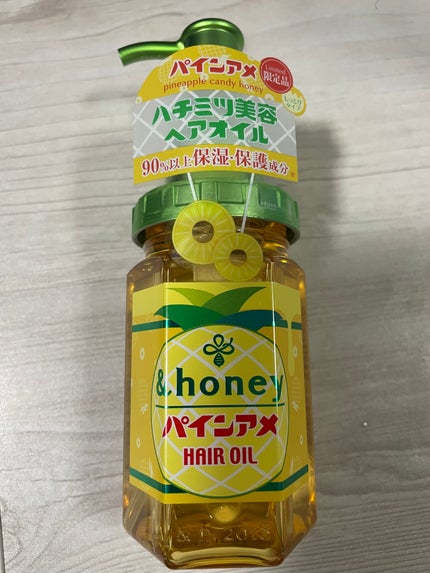 パインアメ
pineapple candy honey
Limited
限定品
しっとり
タイプ
ハチミツ美容
ヘアオイル
90%以上保湿・保護成分
&honey
パインアメ
HAIR OIL